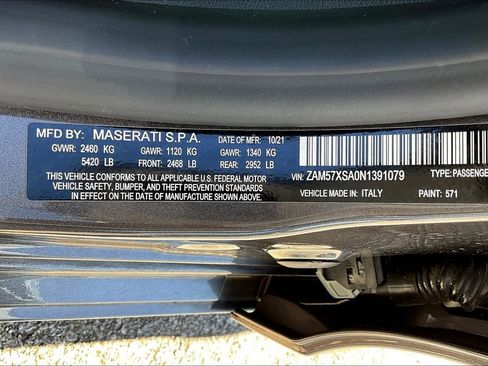 MFD BY: MASERATI S.P.A. DATE OF MFR: 10/21
GVWR: 2460 KG GAWR: 1120 KG GAWR: 1340 KG
5420 LB FRONT: 2468 LB REAR: 2952 LB
THIS VEHICLE CONFORMS TO ALL APPLICABLE U.S. FEDERAL MOTOR
VEHICLE SAFETY, BUMPER, AND THEFT PREVENTION STANDARDS
IN EFFECT ON THE DATE OF MANUFACTURE SHOWN ABOVE.
VIN: ZAM57XSA0N1391079 TYPE: PASSENGE
VEHICLE MADE IN: ITALY PAINT: 571